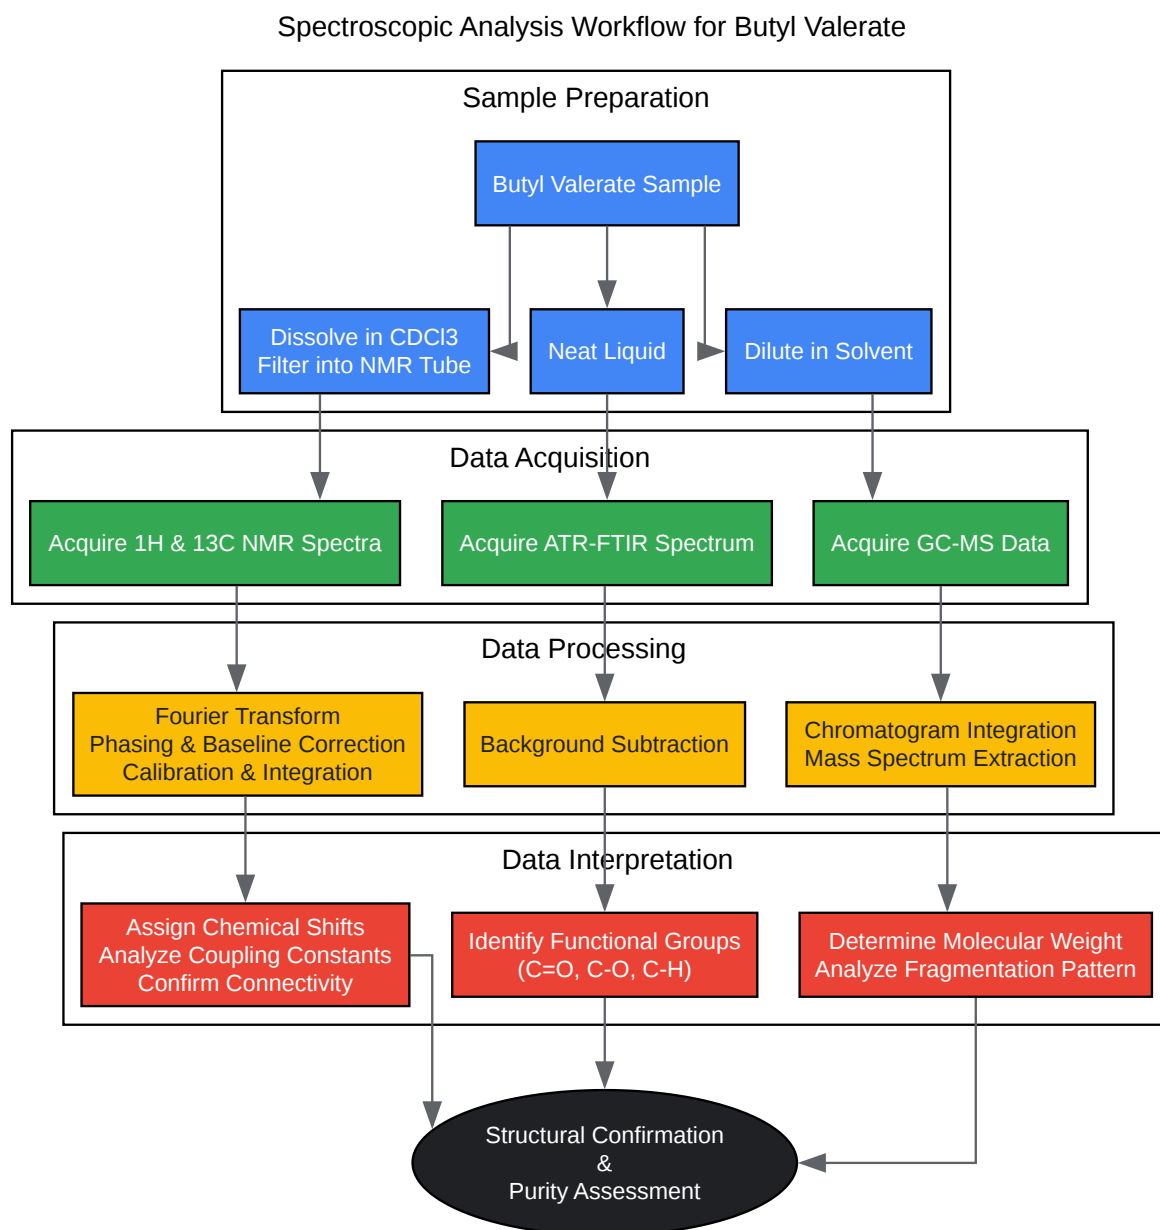 Spectroscopic Analysis Workflow for Butyl Valerate
Sample Preparation
Butyl Valerate Sample
Dissolve in CDCl3
Filter into NMR Tube
Neat Liquid
Dilute in Solvent
Data Acquisition
Acquire 1H & 13C NMR Spectra
Acquire ATR-FTIR Spectrum
Acquire GC-MS Data
Data Processing
Fourier Transform
Phasing & Baseline Correction
Calibration & Integration
Background Subtraction
Chromatogram Integration
Mass Spectrum Extraction
Data Interpretation
Assign Chemical Shifts
Analyze Coupling Constants
Confirm Connectivity
Identify Functional Groups
(C=O, C-O, C-H)
Determine Molecular Weight
Analyze Fragmentation Pattern
Structural Confirmation
&
Purity Assessment